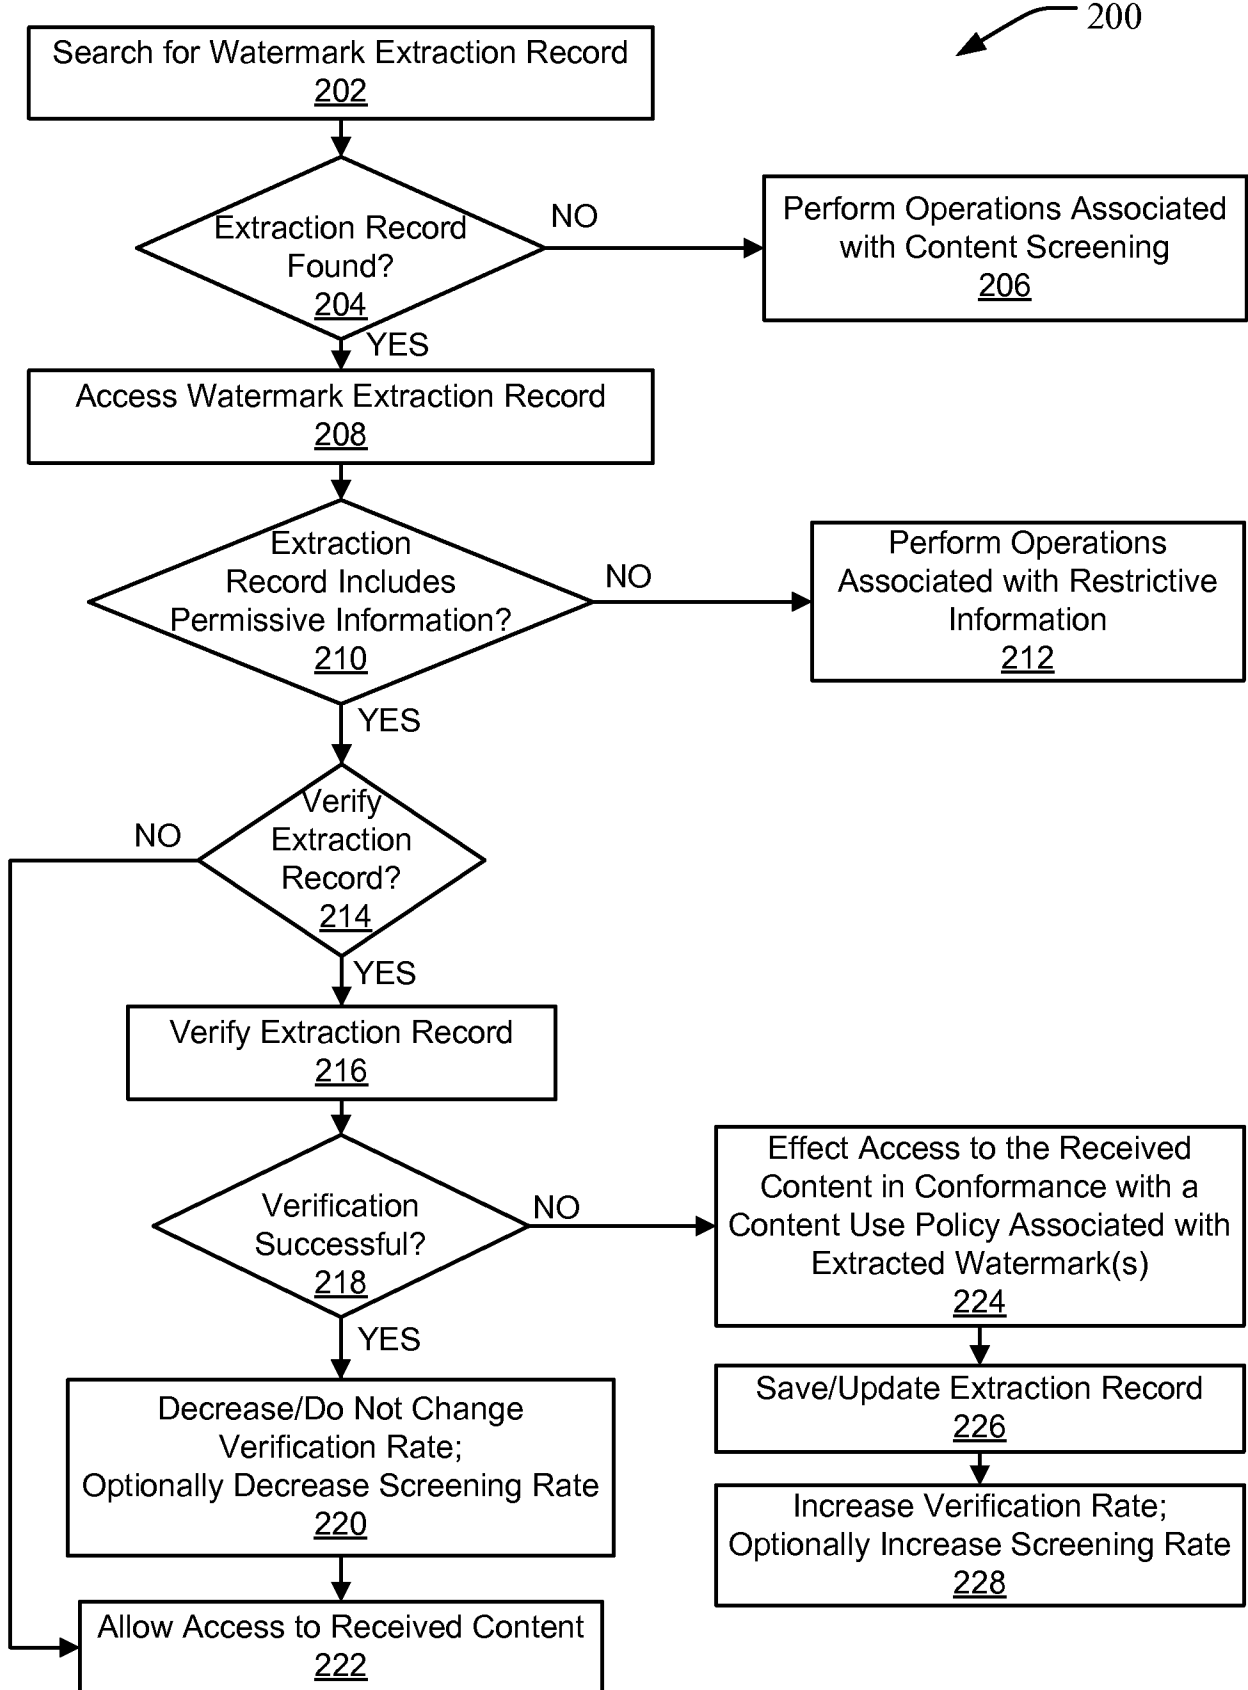 200
Search for Watermark Extraction Record
202
Extraction Record
Found?
204
NO
Perform Operations Associated
with Content Screening
206
YES
Access Watermark Extraction Record
208
Extraction
Record Includes
Permissive Information?
210
NO
Perform Operations
Associated with Restrictive
Information
212
YES
Verify
Extraction
Record?
214
NO
YES
Verify Extraction Record
216
Verification
Successful?
218
NO
Effect Access to the Received
Content in Conformance with a
Content Use Policy Associated with
Extracted Watermark(s)
224
YES
Save/Update Extraction Record
226
Decrease/Do Not Change
Verification Rate;
Optionally Decrease Screening Rate
220
Increase Verification Rate;
Optionally Increase Screening Rate
228
Allow Access to Received Content
222